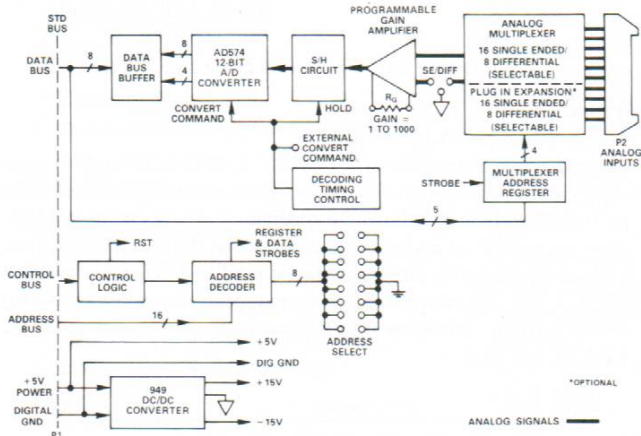 STD
BUS
DATA
BUS
8
DATA
BUS
BUFFER
8
4
AD574
12-BIT
A/D
CONVERTER
S/H
CIRCUIT
PROGRAMMABLE
GAIN
AMPLIFIER
RG
GAIN =
1 TO 1000
SE/DIFF
ANALOG
MULTIPLEXER
16 SINGLE ENDED/
8 DIFFERENTIAL
(SELECTABLE)
PLUG IN EXPANSION*
16 SINGLE ENDED/
8 DIFFERENTIAL
(SELECTABLE)
P2
ANALOG
INPUTS
CONVERT
COMMAND
HOLD
EXTERNAL
CONVERT
COMMAND
DECODING
TIMING
CONTROL
4
STROBE
MULTIPLEXER
ADDRESS
REGISTER
5
RST
REGISTER
& DATA
STROBES
CONTROL
BUS
CONTROL
LOGIC
ADDRESS
DECODER
8
ADDRESS
BUS
16
ADDRESS
SELECT
+5V
DIG GND
+5V
POWER
DIGITAL
GND
949
DC/DC
CONVERTER
+15V
-15V
P1
*OPTIONAL
ANALOG SIGNALS